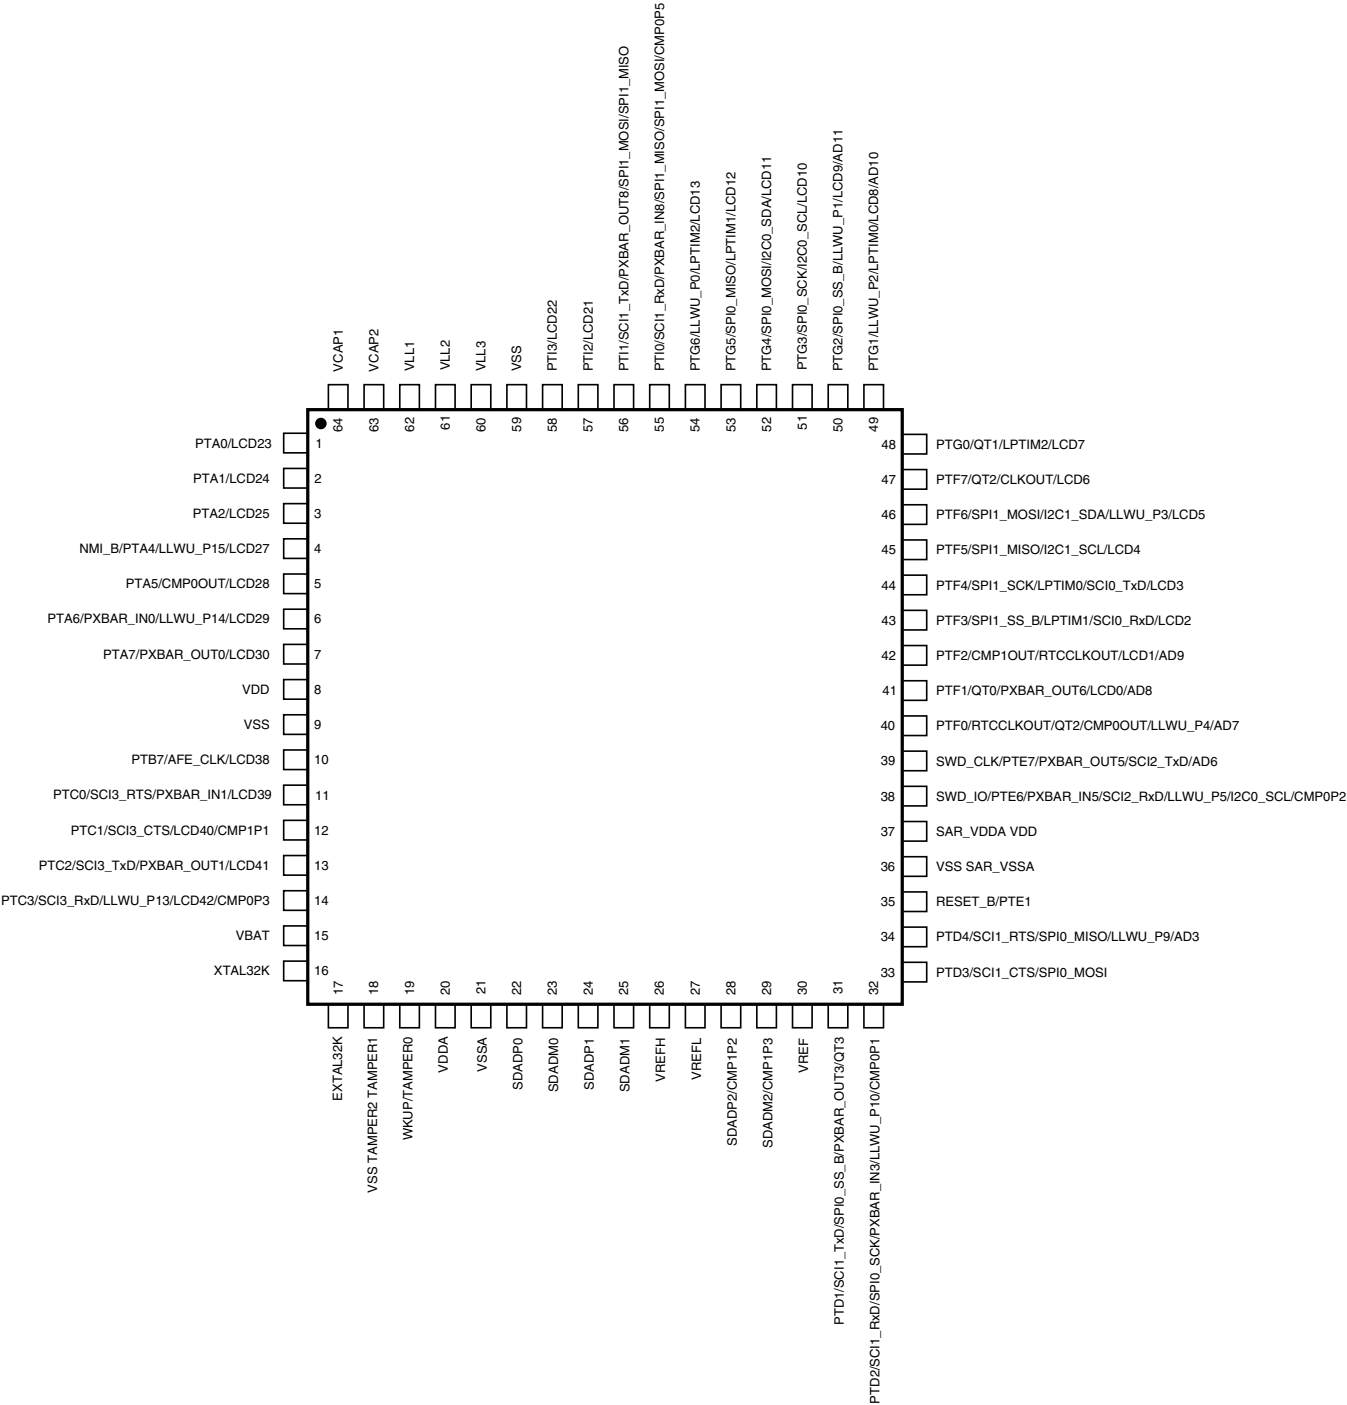 VCAP1
VCAP2
VLL1
VLL2
VLL3
VSS
PTI3/LCD22
PTI2/LCD21
PTI1/SCI1_TxD/PXBAR_OUT8/SPI1_MOSI/SPI1_MISO
PTI0/SCI1_RxD/PXBAR_IN8/SPI1_MISO/SPI1_MOSI/CMP0P5
PTG6/LLWU_P0/LPTIM2/LCD13
PTG5/SPI0_MISO/LPTIM1/LCD12
PTG4/SPI0_MOSI/I2C0_SDA/LCD11
PTG3/SPI0_SCK/I2C0_SCL/LCD10
PTG2/SPI0_SS_B/LLWU_P1/LCD9/AD11
PTG1/LLWU_P2/LPTIM0/LCD8/AD10
64
63
62
61
60
59
58
57
56
55
54
53
52
51
50
49
PTA0/LCD23 1
PTA1/LCD24 2
PTA2/LCD25 3
NMI_B/PTA4/LLWU_P15/LCD27 4
PTA5/CMP0OUT/LCD28 5
PTA6/PXBAR_IN0/LLWU_P14/LCD29 6
PTA7/PXBAR_OUT0/LCD30 7
VDD 8
VSS 9
PTB7/AFE_CLK/LCD38 10
PTC0/SCI3_RTS/PXBAR_IN1/LCD39 11
PTC1/SCI3_CTS/LCD40/CMP1P1 12
PTC2/SCI3_TxD/PXBAR_OUT1/LCD41 13
PTC3/SCI3_RxD/LLWU_P13/LCD42/CMP0P3 14
VBAT 15
XTAL32K 16
48 PTG0/QT1/LPTIM2/LCD7
47 PTF7/QT2/CLKOUT/LCD6
46 PTF6/SPI1_MOSI/I2C1_SDA/LLWU_P3/LCD5
45 PTF5/SPI1_MISO/I2C1_SCL/LCD4
44 PTF4/SPI1_SCK/LPTIM0/SCI0_TxD/LCD3
43 PTF3/SPI1_SS_B/LPTIM1/SCI0_RxD/LCD2
42 PTF2/CMP1OUT/RTCCLKOUT/LCD1/AD9
41 PTF1/QT0/PXBAR_OUT6/LCD0/AD8
40 PTF0/RTCCLKOUT/QT2/CMP0OUT/LLWU_P4/AD7
39 SWD_CLK/PTE7/PXBAR_OUT5/SCI2_TxD/AD6
38 SWD_IO/PTE6/PXBAR_IN5/SCI2_RxD/LLWU_P5/I2C0_SCL/CMP0P2
37 SAR_VDDA VDD
36 VSS SAR_VSSA
35 RESET_B/PTE1
34 PTD4/SCI1_RTS/SPI0_MISO/LLWU_P9/AD3
33 PTD3/SCI1_CTS/SPI0_MOSI
17
18
19
20
21
22
23
24
25
26
27
28
29
30
31
32
EXTAL32K
VSS TAMPER2 TAMPER1
WKUP/TAMPER0
VDDA
VSSA
SDADP0
SDADM0
SDADP1
SDADM1
VREFH
VREFL
SDADP2/CMP1P2
SDADM2/CMP1P3
VREF
PTD1/SCI1_TxD/SPI0_SS_B/PXBAR_OUT3/QT3
PTD2/SCI1_RxD/SPI0_SCK/PXBAR_IN3/LLWU_P10/CMP0P1